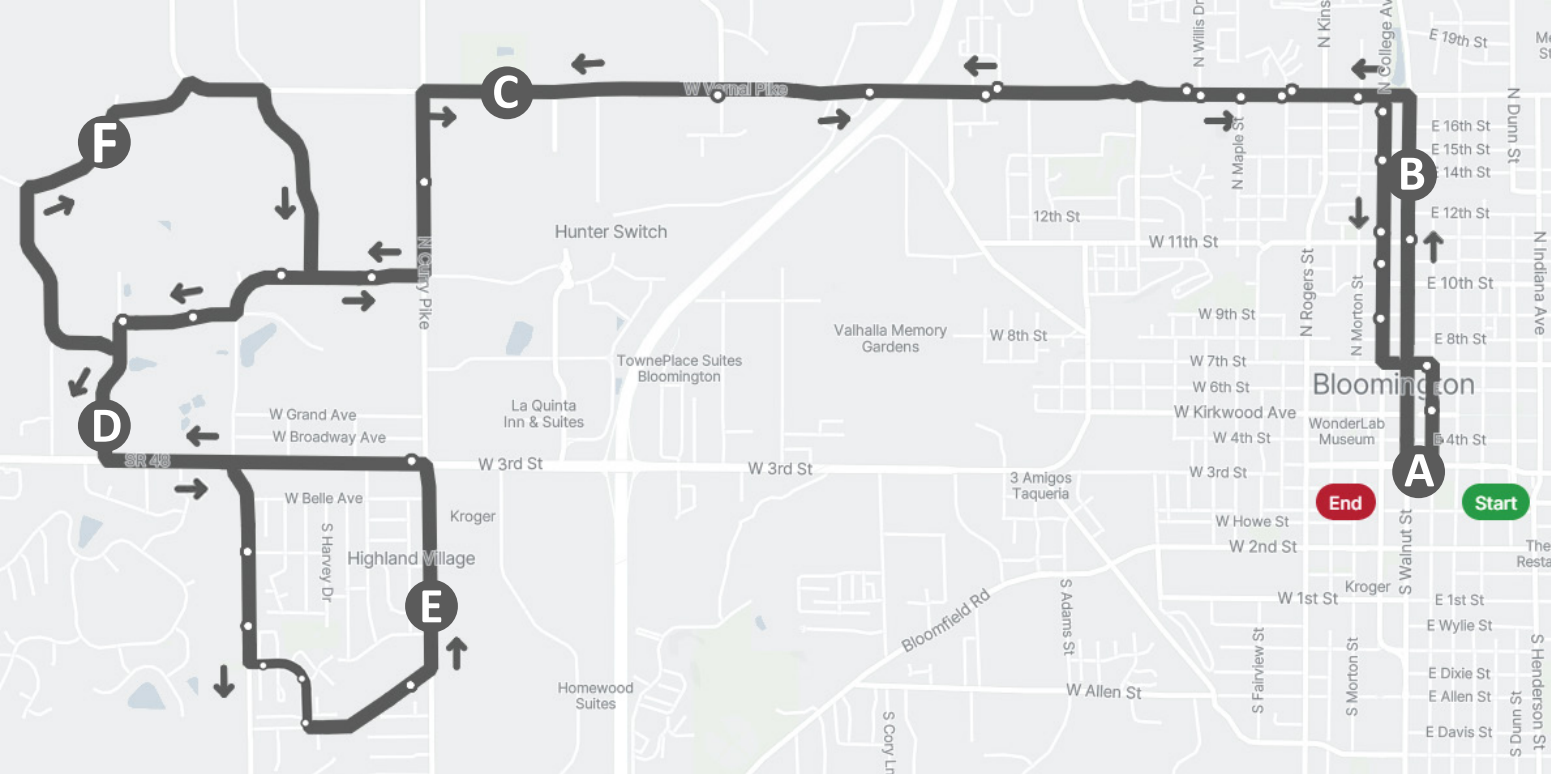 N Willis Dr
N Kins
N College Av
E 19th St
Me
St
C
W Vernal Pike
N Dunn St
N Maple St
E 16th St
E 15th St
F
B
E 14th St
12th St
E 12th St
Hunter Switch
W 11th St
N Curry Pike
N Rogers St
N Morton St
E 10th St
N Indiana Ave
W 9th St
Valhalla Memory
Gardens
W 8th St
E 8th St
TownePlace Suites
Bloomington
W 7th St
W 6th St
Bloomington
La Quinta
Inn & Suites
W Grand Ave
W Kirkwood Ave
D
W Broadway Ave
WonderLab
Museum
W 4th St
E 4th St
SR 48
W 3rd St
W 3rd St
W 3rd St
A
3 Amigos
Taqueria
W Belle Ave
End
Start
Kroger
S Harvey Dr
W Howe St
S Walnut St
W 2nd St
The
Resta
Highland Village
Kroger
E
Bloomfield Rd
S Adams St
W 1st St
E 1st St
E Wylie St
S Fairview St
S Morton St
S Henderson St
E Dixie St
Homewood
Suites
W Allen St
E Allen St
S Cory Ln
S Dunn St
E Davis St